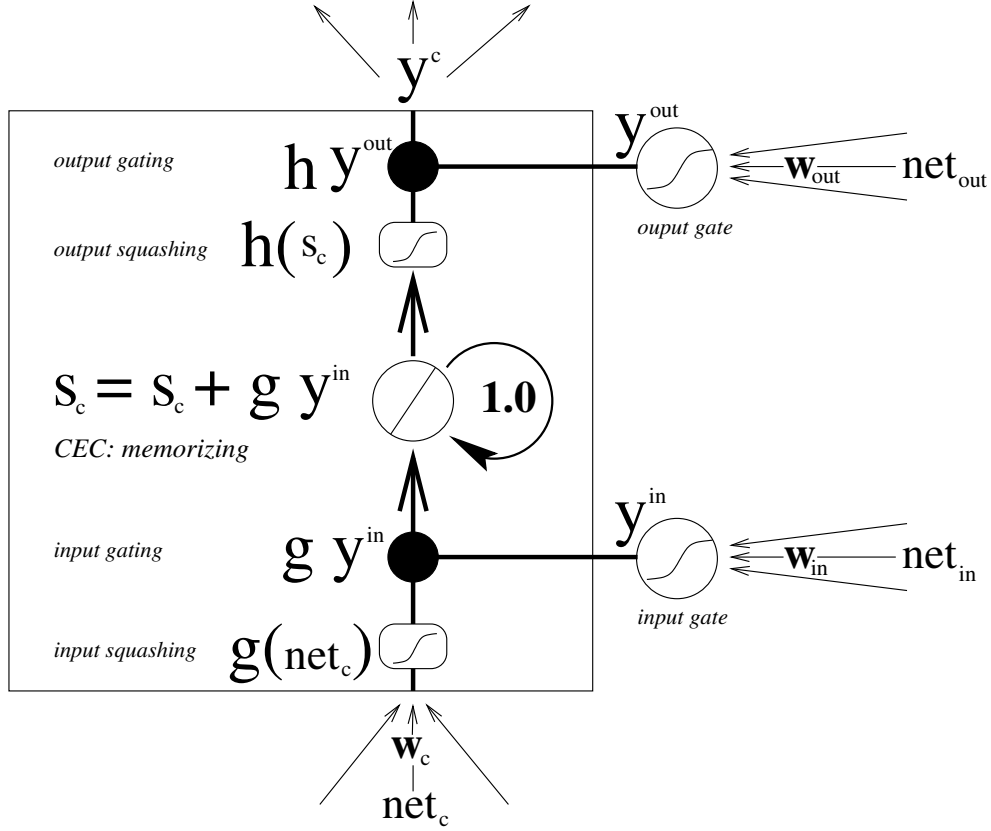 y^c
y^out
output gating
h y^out
w_out
net_out
ouput gate
output squashing
h(s_c)
s_c = s_c + g y^in
1.0
CEC: memorizing
y^in
input gating
g y^in
w_in
net_in
input gate
input squashing
g(net_c)
w_c
net_c